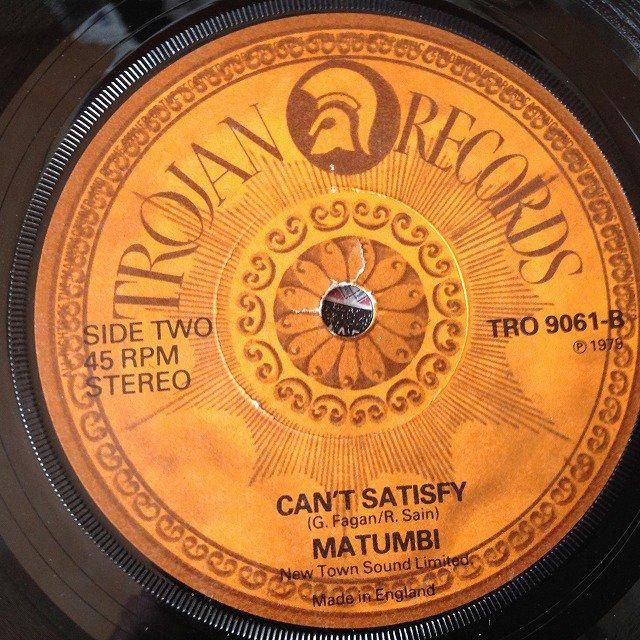 TROJAN RECORDS
SIDE TWO
45 RPM
STEREO
TRO 9061-B
℗ 1979
CAN'T SATISFY
(G. Fagan/R. Sain)
MATUMBI
New Town Sound Limited.
Made in England